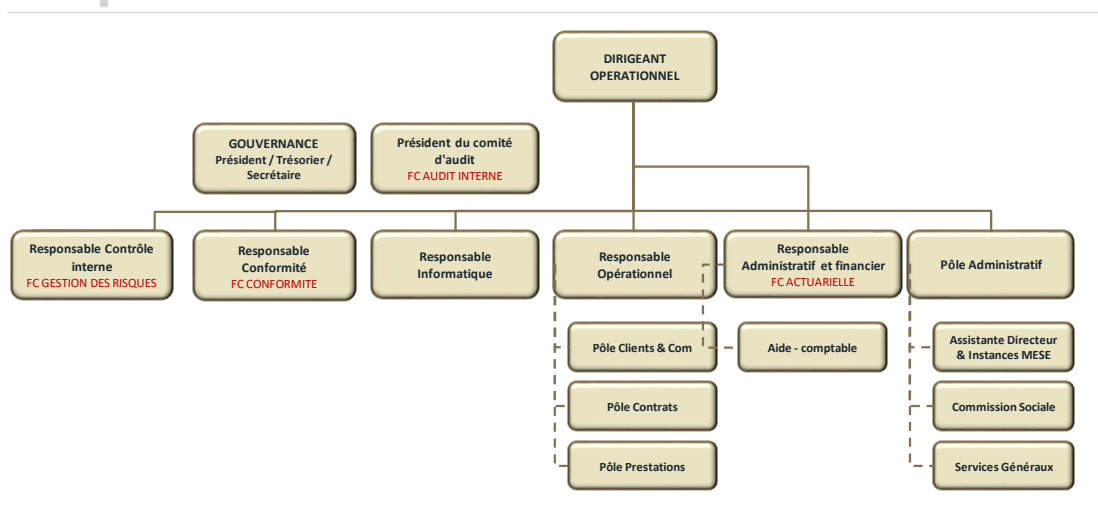 DIRIGEANT
OPERATIONNEL
GOUVERNANCE
Président / Trésorier /
Secrétaire
Président du comité
d'audit
FC AUDIT INTERNE
Responsable Contrôle
interne
FC GESTION DES RISQUES
Responsable
Conformité
FC CONFORMITE
Responsable
Informatique
Responsable
Opérationnel
Responsable
Administratif et financier
FC ACTUARIELLE
Pôle Administratif
Pôle Clients & Com
Aide - comptable
Assistante Directeur
& Instances MESE
Pôle Contrats
Commission Sociale
Pôle Prestations
Services Généraux